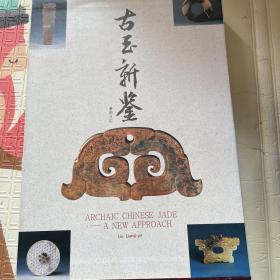 古玉新鉴
ARCHAIC CHINESE JADE
— A NEW APPROACH